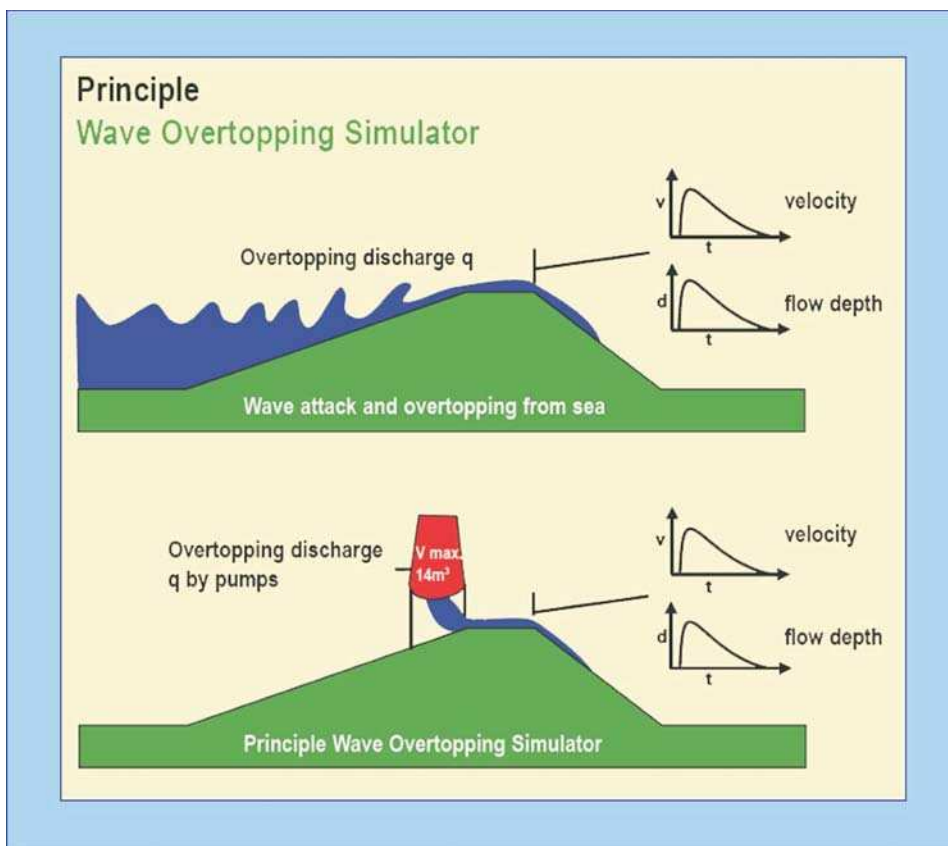 Principle
Wave Overtopping Simulator
Overtopping discharge q
v
t
velocity
d
t
flow depth
Wave attack and overtopping from sea
Overtopping discharge
q by pumps
V max.
14m³
v
t
velocity
d
t
flow depth
Principle Wave Overtopping Simulator